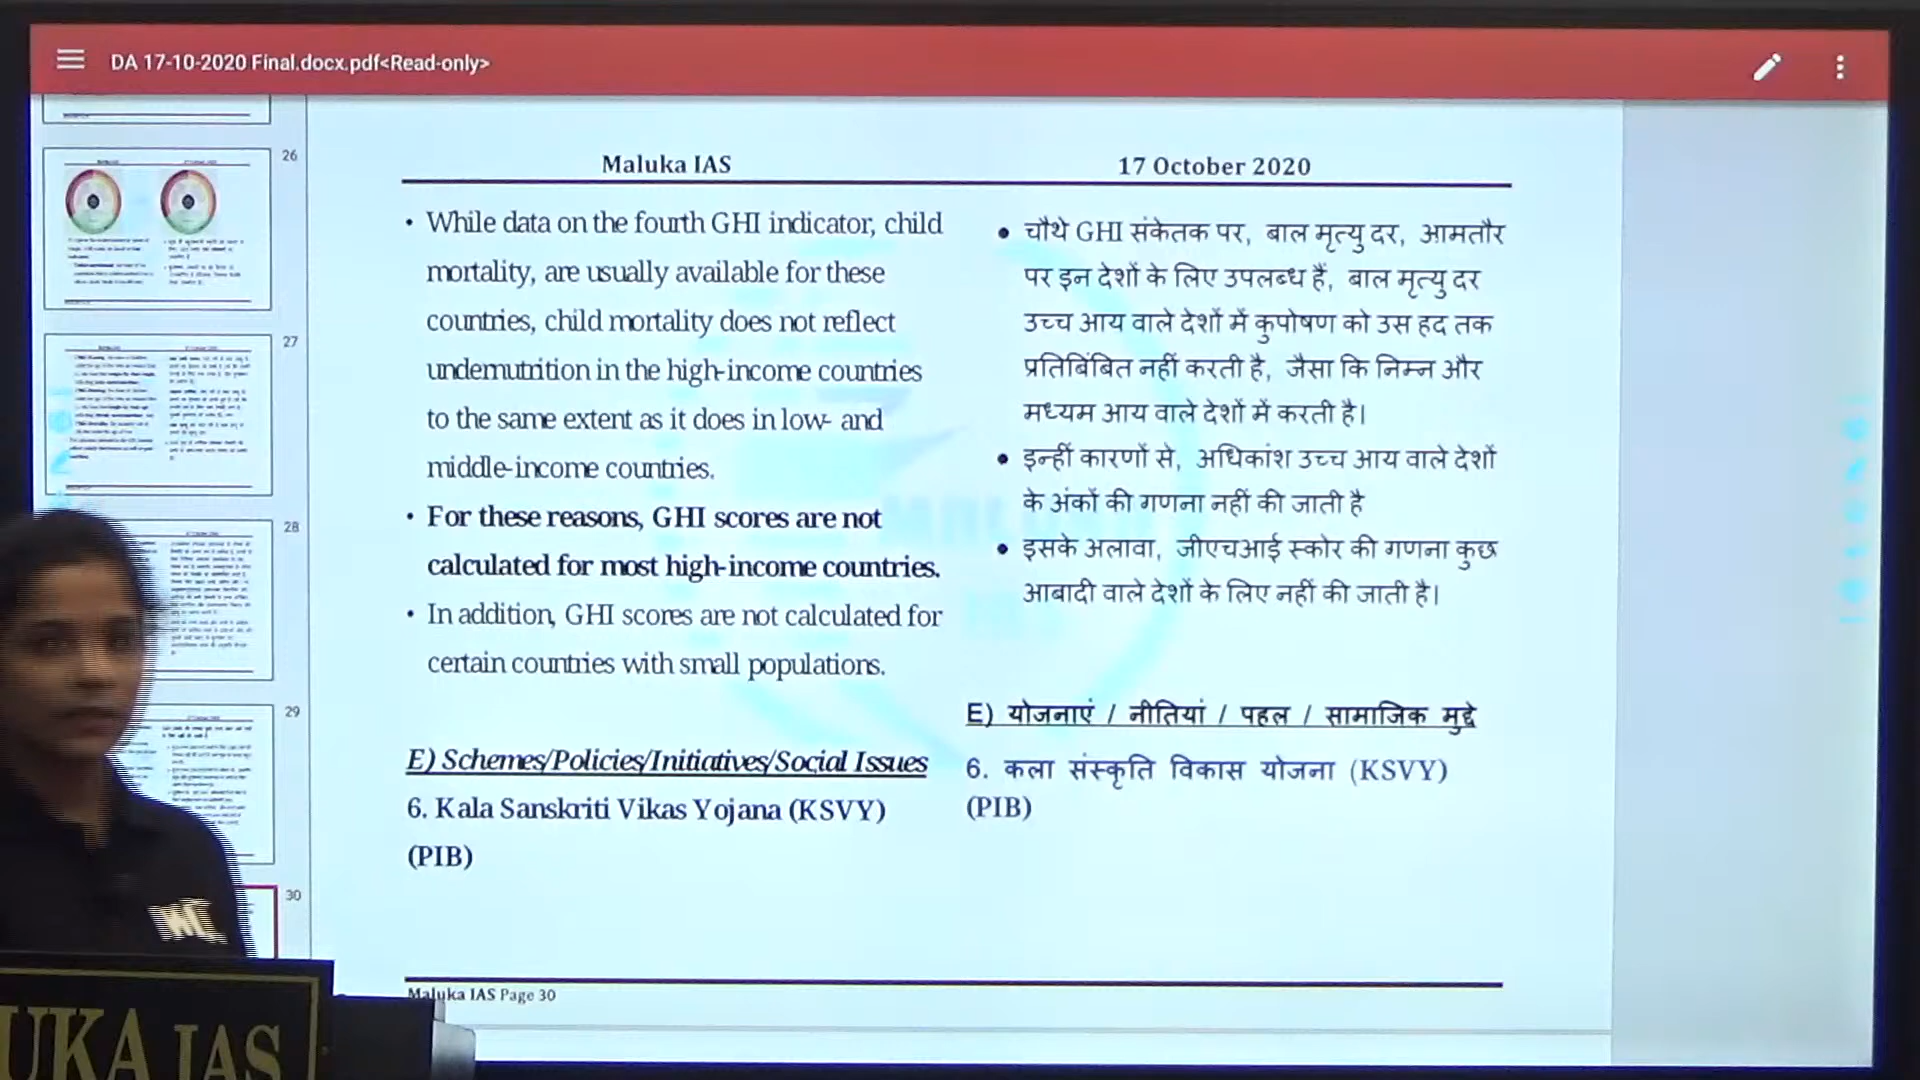 DA 17-10-2020 Final.docx.pdf<Read-only>
26
27
28
29
30
Maluka IAS
17 October 2020
• While data on the fourth GHI indicator, child
mortality, are usually available for these
countries, child mortality does not reflect
undernutrition in the high-income countries
to the same extent as it does in low- and
middle-income countries.
• For these reasons, GHI scores are not
calculated for most high-income countries.
• In addition, GHI scores are not calculated for
certain countries with small populations.
E) Schemes/Policies/Initiatives/Social Issues
6. Kala Sanskriti Vikas Yojana (KSVY)
(PIB)
• चौथे GHI संकेतक पर, बाल मृत्यु दर, आमतौर
पर इन देशों के लिए उपलब्ध हैं, बाल मृत्यु दर
उच्च आय वाले देशों में कुपोषण को उस हद तक
प्रतिबिंबित नहीं करती है, जैसा कि निम्न और
मध्यम आय वाले देशों में करती है।
• इन्हीं कारणों से, अधिकांश उच्च आय वाले देशों
के अंकों की गणना नहीं की जाती है
• इसके अलावा, जीएचआई स्कोर की गणना कुछ
आबादी वाले देशों के लिए नहीं की जाती है।
E) योजनाएं / नीतियां / पहल / सामाजिक मुद्दे
6. कला संस्कृति विकास योजना (KSVY)
(PIB)
Maluka IAS Page 30
UKA IAS